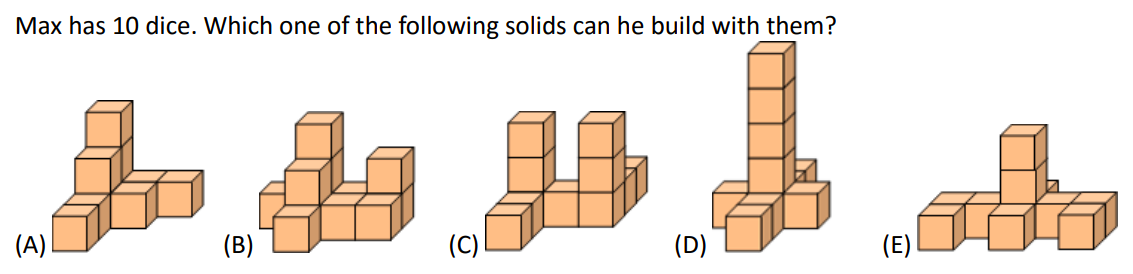 Max has 10 dice. Which one of the following solids can he build with them?
(A) (B) (C) (D) (E)